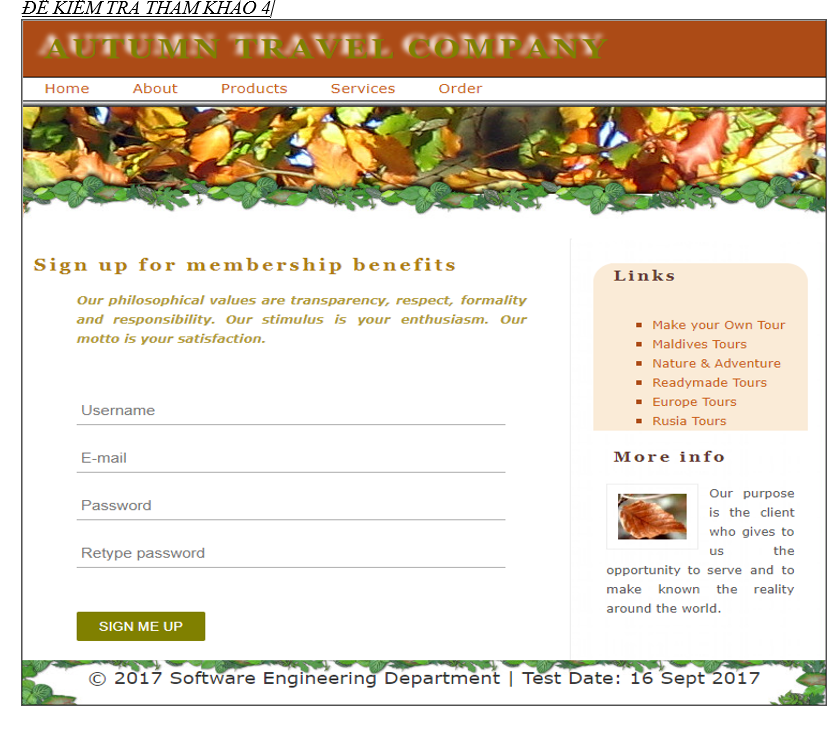 ĐỀ KIỂM TRA THAM KHẢO 4
AUTUMN TRAVEL COMPANY
Home About Products Services Order
Sign up for membership benefits
Our philosophical values are transparency, respect, formality
and responsibility. Our stimulus is your enthusiasm. Our
motto is your satisfaction.
Username
E-mail
Password
Retype password
SIGN ME UP
Links
Make your Own Tour
Maldives Tours
Nature & Adventure
Readymade Tours
Europe Tours
Rusia Tours
More info
Our purpose
is the client
who gives to
us the
opportunity to serve and to
make known the reality
around the world.
© 2017 Software Engineering Department | Test Date: 16 Sept 2017